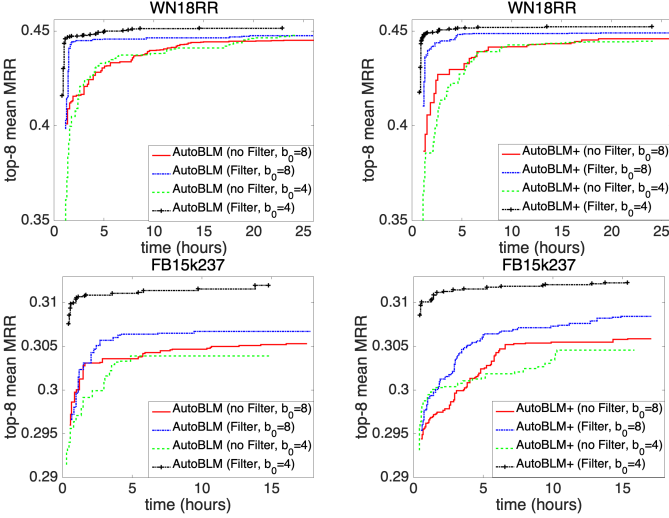 WN18RR
top-8 mean MRR
0.45
0.4
0.35
0
5
10
15
20
25
time (hours)
AutoBLM (no Filter, b0=8)
AutoBLM (Filter, b0=8)
AutoBLM (no Filter, b0=4)
AutoBLM (Filter, b0=4)
WN18RR
top-8 mean MRR
0.45
0.4
0.35
0
5
10
15
20
25
time (hours)
AutoBLM+ (no Filter, b0=8)
AutoBLM+ (Filter, b0=8)
AutoBLM+ (no Filter, b0=4)
AutoBLM+ (Filter, b0=4)
FB15k237
top-8 mean MRR
0.31
0.305
0.3
0.295
0.29
0
5
10
15
time (hours)
AutoBLM (no Filter, b0=8)
AutoBLM (Filter, b0=8)
AutoBLM (no Filter, b0=4)
AutoBLM (Filter, b0=4)
FB15k237
top-8 mean MRR
0.31
0.305
0.3
0.295
0.29
0
5
10
15
time (hours)
AutoBLM+ (no Filter, b0=8)
AutoBLM+ (Filter, b0=8)
AutoBLM+ (no Filter, b0=4)
AutoBLM+ (Filter, b0=4)